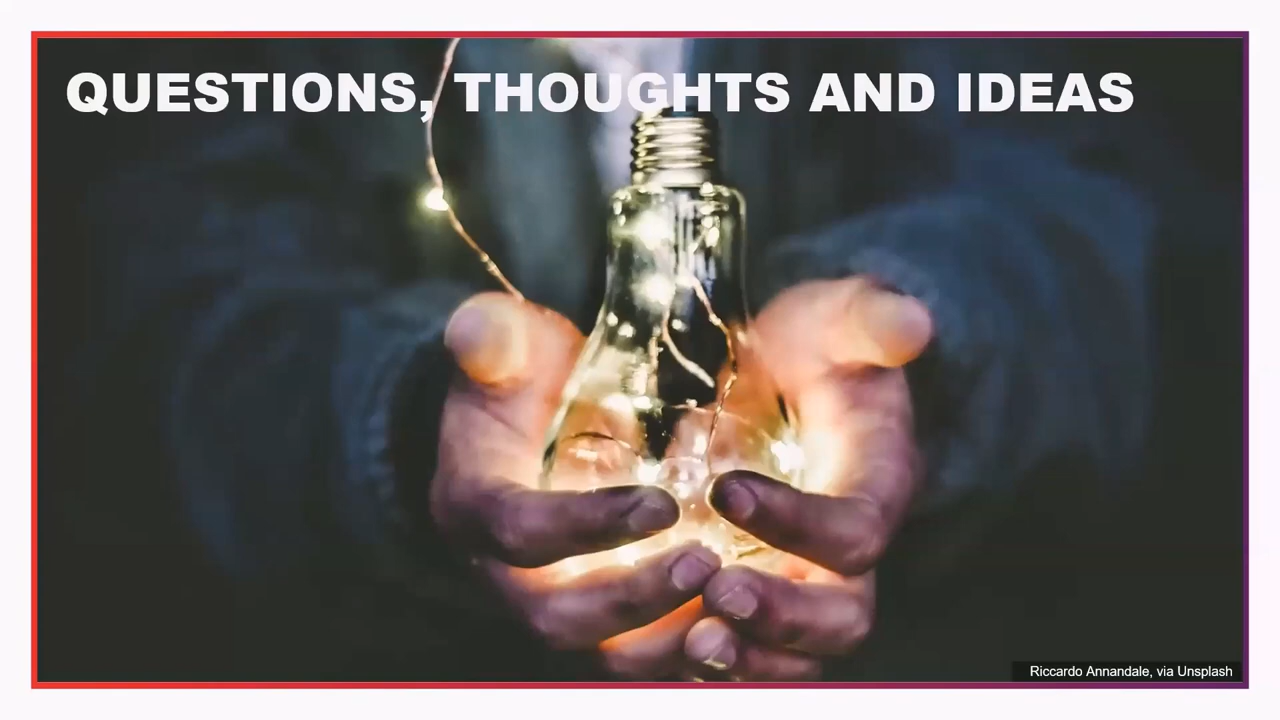 QUESTIONS, THOUGHTS AND IDEAS
Riccardo Annandale, via Unsplash